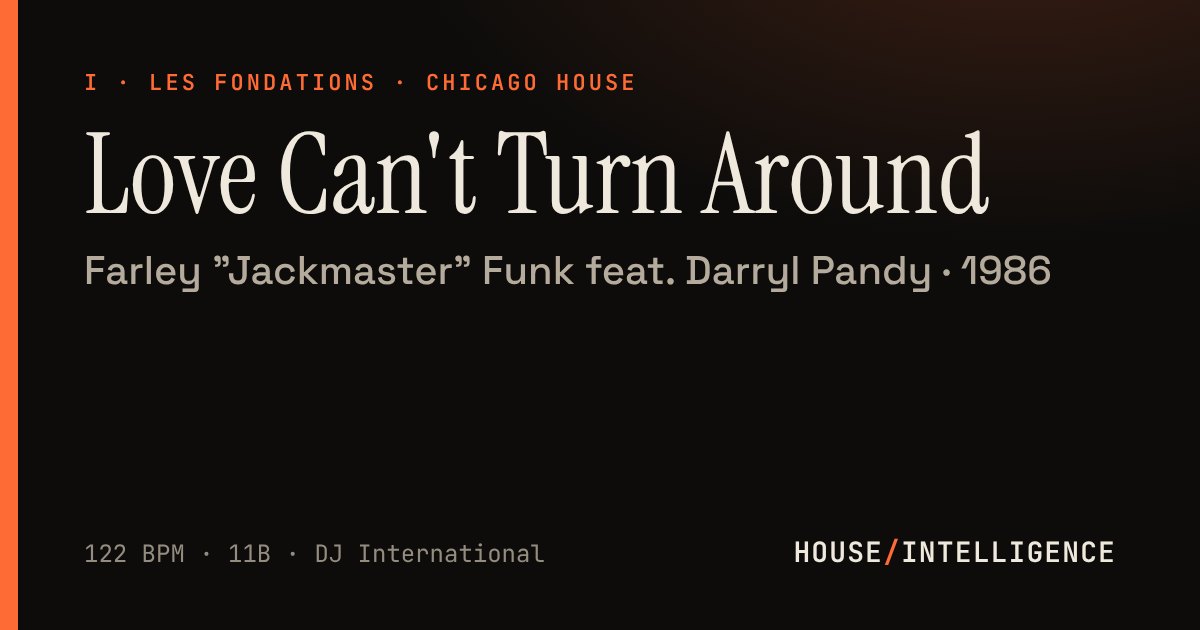 I · LES FONDATIONS · CHICAGO HOUSE
Love Can't Turn Around
Farley ”Jackmaster” Funk feat. Darryl Pandy · 1986
122 BPM · 11B · DJ International
HOUSE/INTELLIGENCE